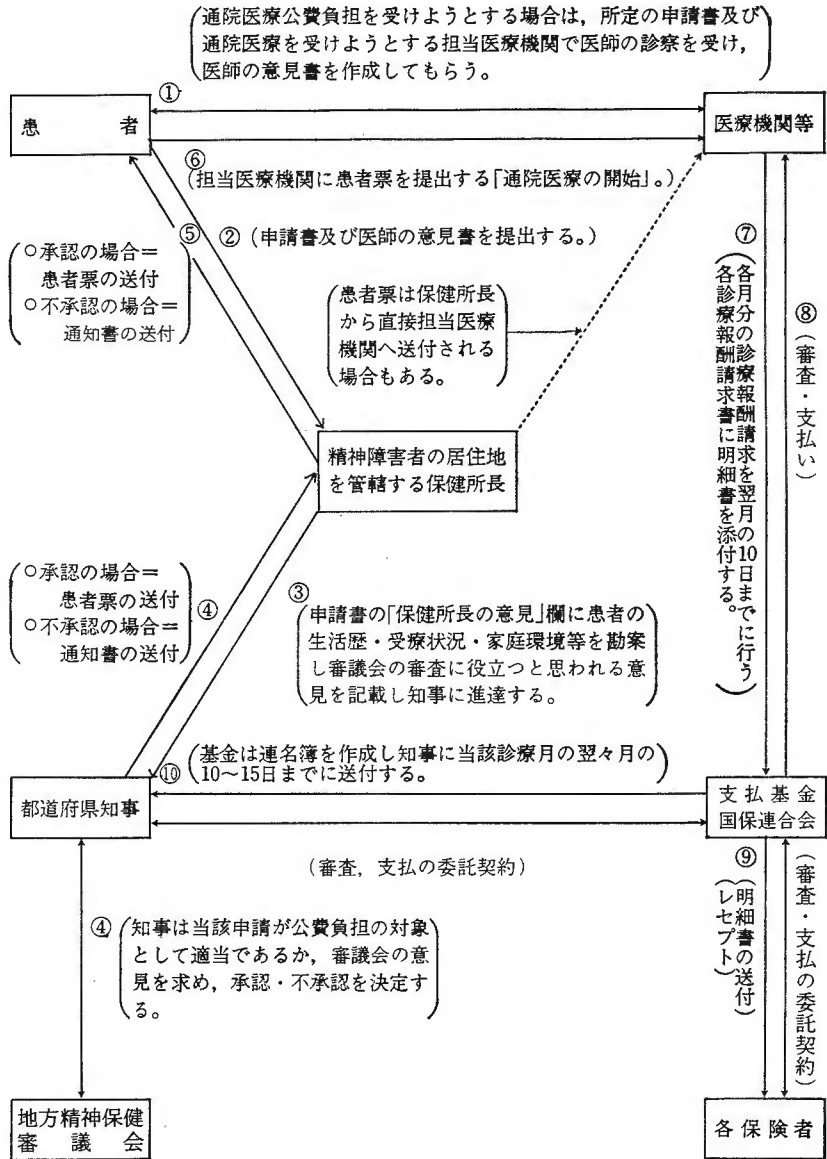 通院医療公費負担を受けようとする場合は，所定の申請書及び
通院医療を受けようとする担当医療機関で医師の診察を受け，
医師の意見書を作成してもらう。
①
患者
医療機関等
⑥
(担当医療機関に患者票を提出する「通院医療の開始」。)
⑤
② (申請書及び医師の意見書を提出する。)
○承認の場合＝
患者票の送付
○不承認の場合＝
通知書の送付
患者票は保健所長
から直接担当医療
機関へ送付される
場合もある。
⑦
各月分の診療報酬請求を翌月の10日までに行う
各診療報酬請求書に明細書を添付する。
⑧
(審査・支払い)
精神障害者の居住地
を管轄する保健所長
○承認の場合＝
患者票の送付
○不承認の場合＝
通知書の送付
④
③
申請書の「保健所長の意見」欄に患者の
生活歴・受療状況・家庭環境等を勘案
し審議会の審査に役立つと思われる意
見を記載し知事に進達する。
⑩
基金は連名簿を作成し知事に当該診療月の翌々月の
10〜15日までに送付する。
都道府県知事
支払基金
国保連合会
(審査，支払の委託契約)
④
知事は当該申請が公費負担の対象
として適当であるか，審議会の意
見を求め，承認・不承認を決定す
る。
⑨
(明細書の送付)
(レセプト)
(審査・支払の委託契約)
地方精神保健
審議会
各保険者